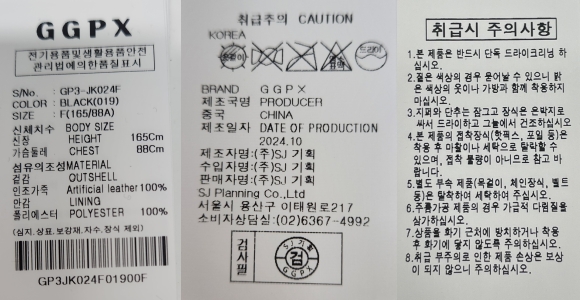 GGPX
전기용품및생활용품안전
관리법에의한품질표시
S/No. : GP3-JK024F
COLOR : BLACK(019)
SIZE : F(165/88A)
신체치수 BODY SIZE
신장 HEIGHT 165Cm
가슴둘레 CHEST 88Cm
섬유의조성MATERIAL
겉감 OUTSHELL
인조가죽 Artificial leather 100%
안감 LINING
폴리에스터 POLYESTER 100%
(심지,상표,보강재,자수,장식 제외)
GP3JK024F01900F
취급주의 CAUTION
KOREA
드라이
BRAND GGPX
제조국명 PRODUCER
중국 CHINA
제조일자 DATE OF PRODUCTION
2024.10
제조자명:(주)SJ 기획
수입자명:(주)SJ 기획
판매자명:(주)SJ 기획
SJ Planning Co.,Ltd
서울시 용산구 이태원로217
소비자상담실:(02)6367-4992
검사필
SJ기획
검
GGPX
취급시 주의사항
1.본 제품은 반드시 단독 드라이크리닝 하
십시오.
2.짙은 색상의 경우 묻어날 수 있으니 밝
은 색상의 옷이나 가방과 함께 착용하지
마십시오.
3.지퍼와 단추는 잠그고 장식은 은박지로
싸서 드라이하고 그늘에서 건조하십시오
4.본 제품의 접착장식(핫픽스, 포일 등)은
착용 후 마찰이나 세탁으로 탈락할 수
있으며, 접착 불량이 아니므로 참고 바
랍니다.
5.별도 부속 제품(목걸이, 체인장식, 벨트
등)은 탈착하여 세탁하여 주십시오.
6.주름가공 제품의 경우 가급적 다림질을
삼가하십시오.
7.상품을 화기 근처에 방치하거나 착용
후 화기에 닿지 않도록 주의하십시오.
8.취급 부주의로 인한 제품 손상은 보상
이 되지 않으니 주의하십시오.